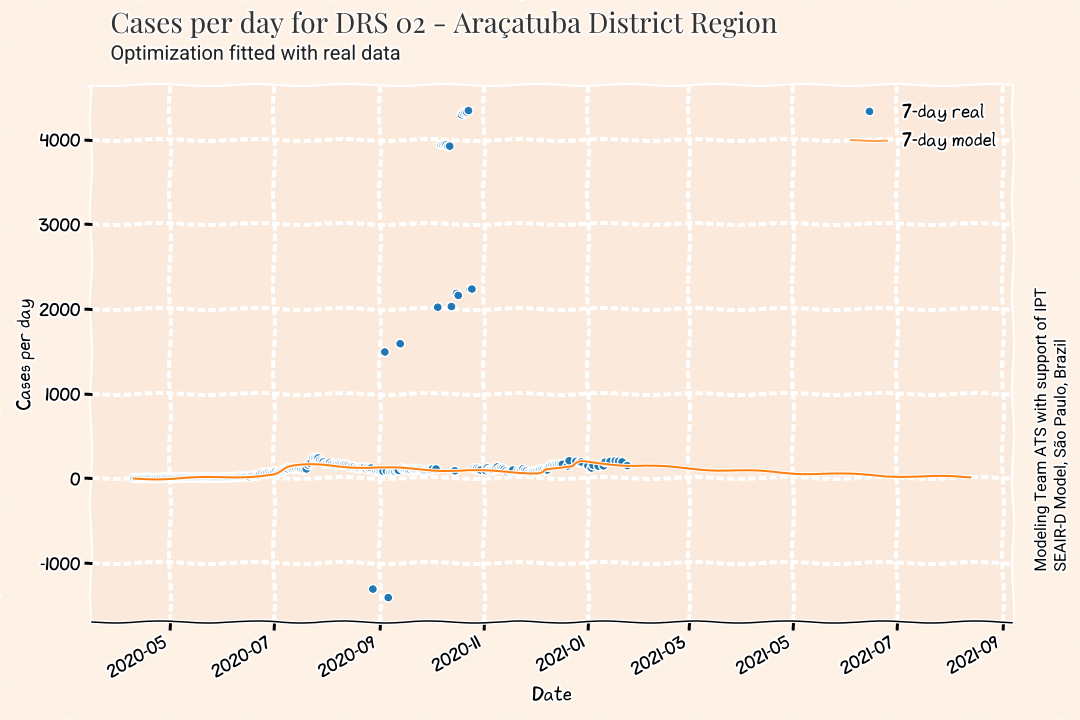 Cases per day for DRS 02 - Araçatuba District Region
Optimization fitted with real data
7-day real
7-day model
4000
3000
2000
1000
0
-1000
Cases per day
2020-05
2020-07
2020-09
2020-11
2021-01
2021-03
2021-05
2021-07
2021-09
Date
Modeling Team ATS with support of IPT
SEAIR-D Model, São Paulo, Brazil